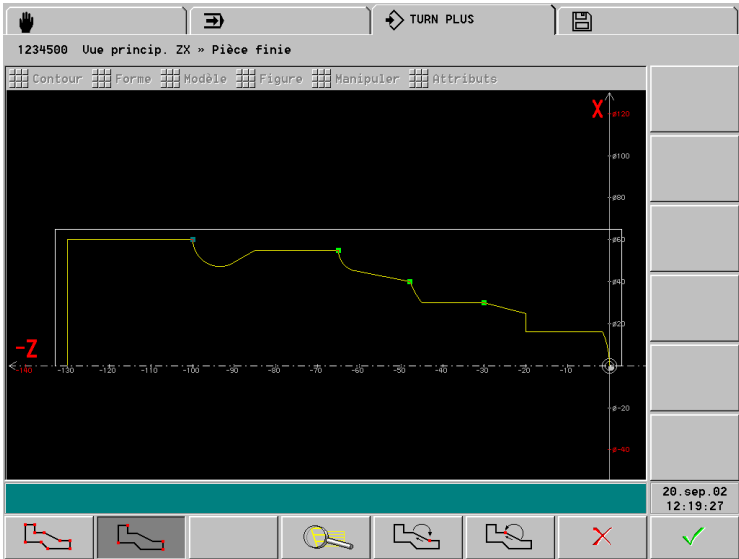 TURN PLUS
1234500 Vue princip. ZX » Pièce finie
Contour Forme Modèle Figure Manipuler Attributs
X
ø120
ø100
ø80
ø60
ø40
ø20
-Z
-140 -130 -120 -110 -100 -90 -80 -70 -60 -50 -40 -30 -20 -10
ø-20
ø-40
20.sep.02
12:19:27